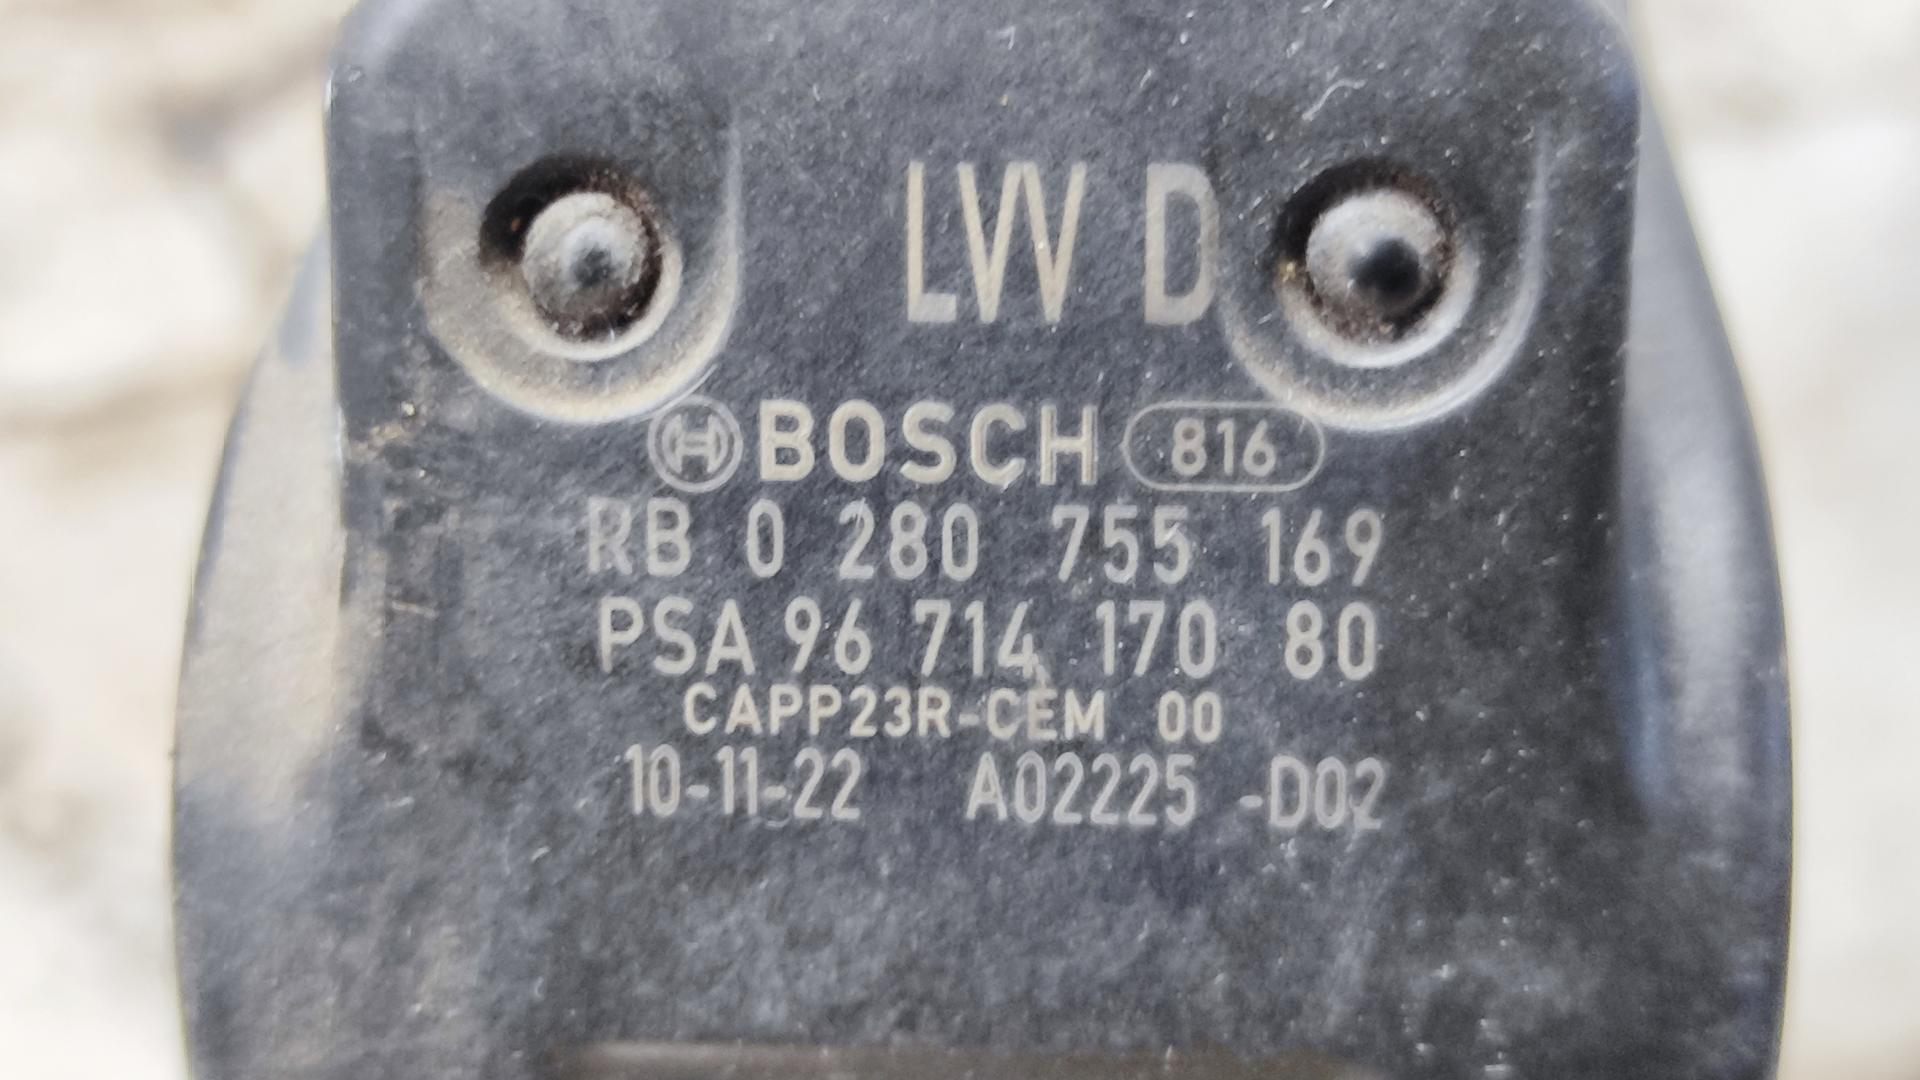 LW D
BOSCH 816
RB 0 280 755 169
PSA 96 714 170 80
CAPP23R-CEM 00
10-11-22 A02225 -D02